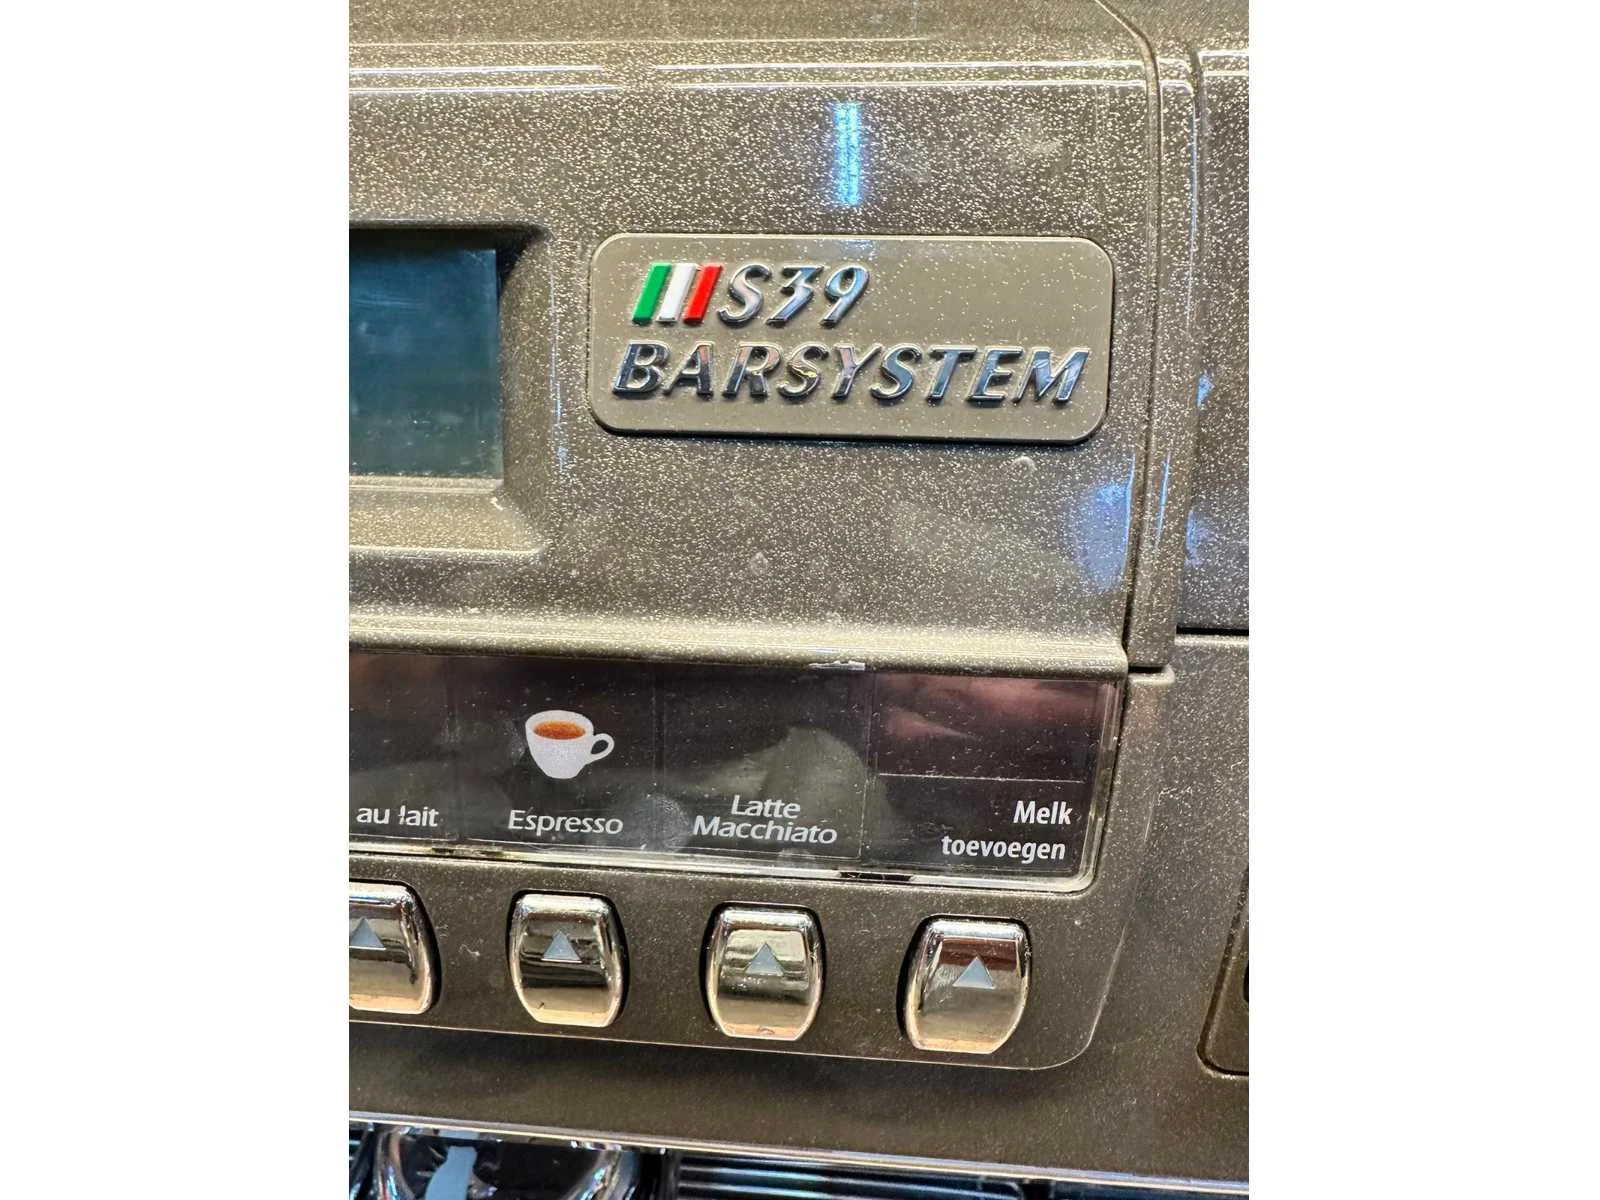 S39
BARSYSTEM
au lait
Espresso
Latte
Macchiato
Melk
toevoegen